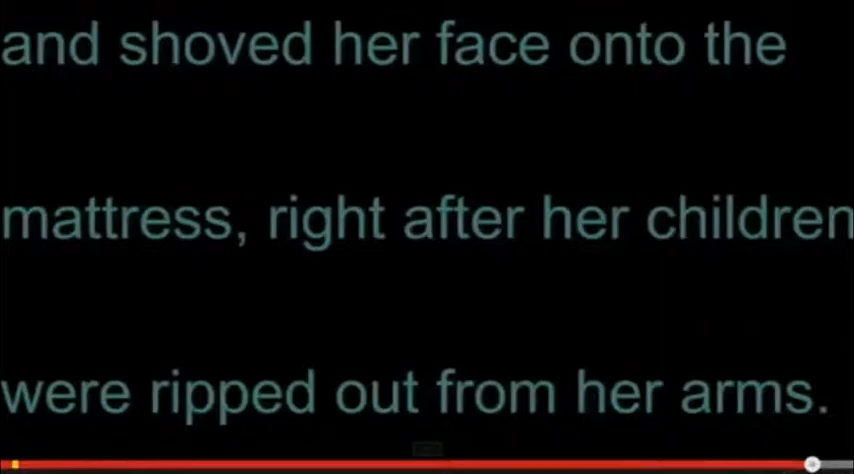 and shoved her face onto the
mattress, right after her children
were ripped out from her arms.